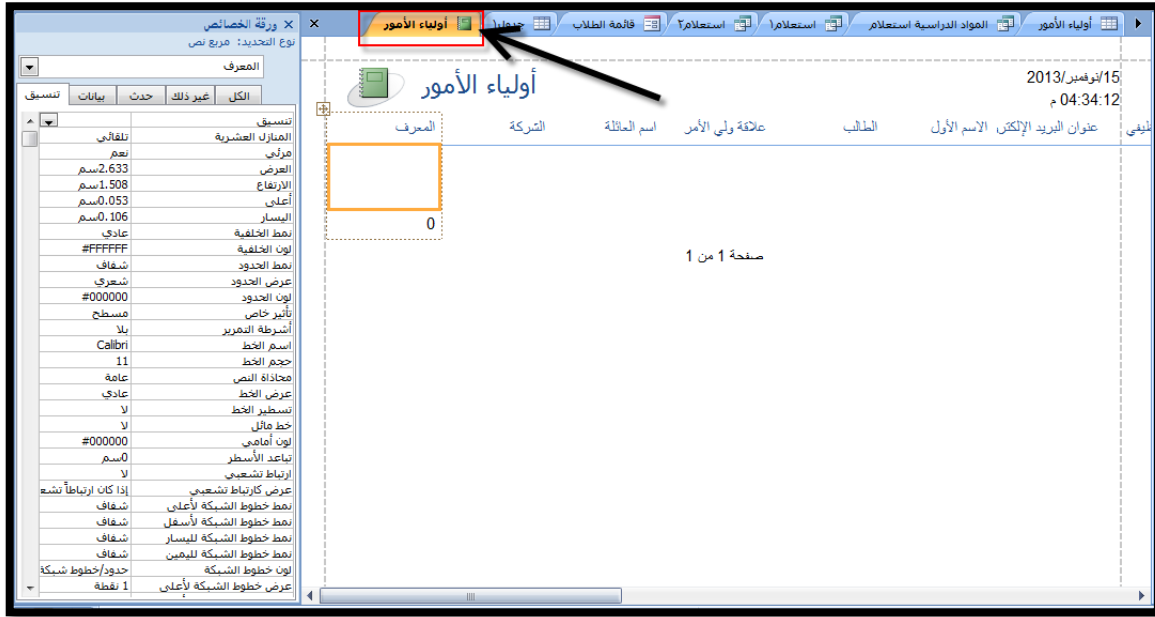 أولياء الأمور
المواد الدراسية استعلام
استعلام١
استعلام٢
قائمة الطلاب
أولياء الأمور
15/نوفمبر/2013
04:34:12 م
أولياء الأمور
عنوان البريد الإلكتر الاسم الأول الطالب علاقة ولي الأمر اسم العائلة الشركة المعرف
0
صفحة 1 من 1
ورقة الخصائص
نوع التحديد: مربع نص
المعرف
الكل غير ذلك حدث بيانات تنسيق
تنسيق
المنازل العشرية تلقائي
مرئي نعم
العرض 2.633سم
الارتفاع 1.508سم
أعلى 0.053سم
اليسار 0.106سم
نمط الخلفية عادي
لون الخلفية #FFFFFF
نمط الحدود شفاف
عرض الحدود شعري
لون الحدود #000000
تأثير خاص مسطح
أشرطة التمرير بلا
اسم الخط Calibri
حجم الخط 11
محاذاة النص عامة
عرض الخط عادي
تسطير الخط لا
خط مائل لا
لون أمامي #000000
تباعد الأسطر 0سم
ارتباط تشعبي لا
عرض كارتباط تشعبي إذا كان ارتباطاً تشع
نمط خطوط الشبكة لأعلى شفاف
نمط خطوط الشبكة لأسفل شفاف
نمط خطوط الشبكة لليسار شفاف
نمط خطوط الشبكة لليمين شفاف
لون خطوط الشبكة حدود/خطوط شبكة
عرض خطوط الشبكة لأعلى 1 نقطة